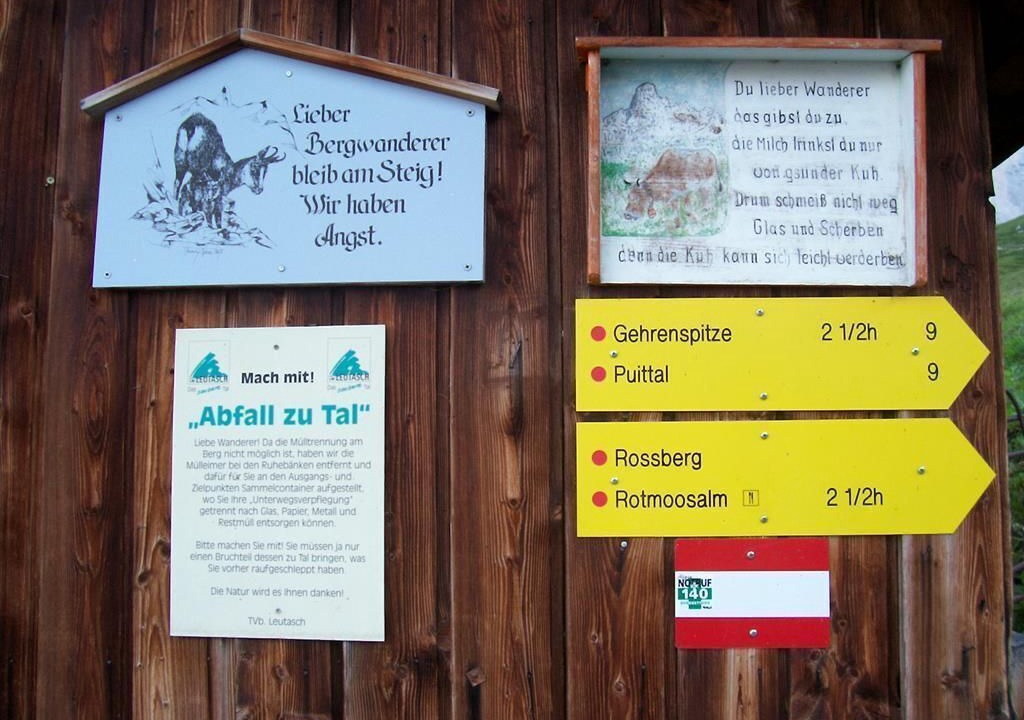 Lieber
Bergwanderer
bleib am Steig!
Wir haben
Angst.
Du lieber Wanderer
das gibst du zu
die Milch trinkst du nur
von gsunder Kuh.
Drum schmeiß nicht weg
Glas und Scherben
denn die Kuh kann sich leicht verderben
LEUTASCH
Mach mit!
LEUTASCH
„Abfall zu Tal“
Liebe Wanderer! Da die Mülltrennung am
Berg nicht möglich ist, haben wir die
Mülleimer bei den Ruhebänken entfernt und
dafür für Sie an den Ausgangs- und
Zielpunkten Sammelcontainer aufgestellt,
wo Sie Ihre „Unterwegsverpflegung“
getrennt nach Glas, Papier, Metall und
Restmüll entsorgen können.
Bitte machen Sie mit! Sie müssen ja nur
einen Bruchteil dessen zu Tal bringen, was
Sie vorher raufgeschleppt haben.
Die Natur wird es Ihnen danken!
TVb. Leutasch
Gehrenspitze 2 1/2h 9
Puittal 9
Rossberg
Rotmoosalm N 2 1/2h
NOTRUF
140